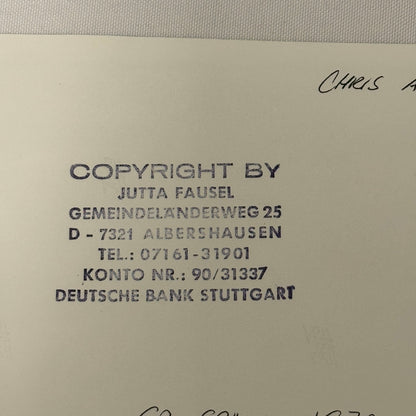 CHRIS
COPYRIGHT BY
JUTTA FAUSEL
GEMEINDELÄNDERWEG 25
D - 7321 ALBERSHAUSEN
TEL.: 07161-31901
KONTO NR.: 90/31337
DEUTSCHE BANK STUTTGART